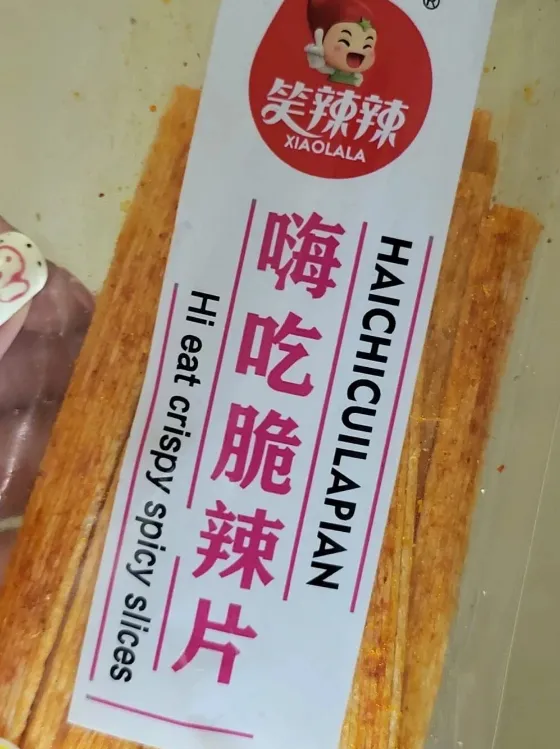 ®
笑辣辣
XIAOLALA
HAICHICUILAPIAN
嗨吃脆辣片
Hi eat crispy spicy slices